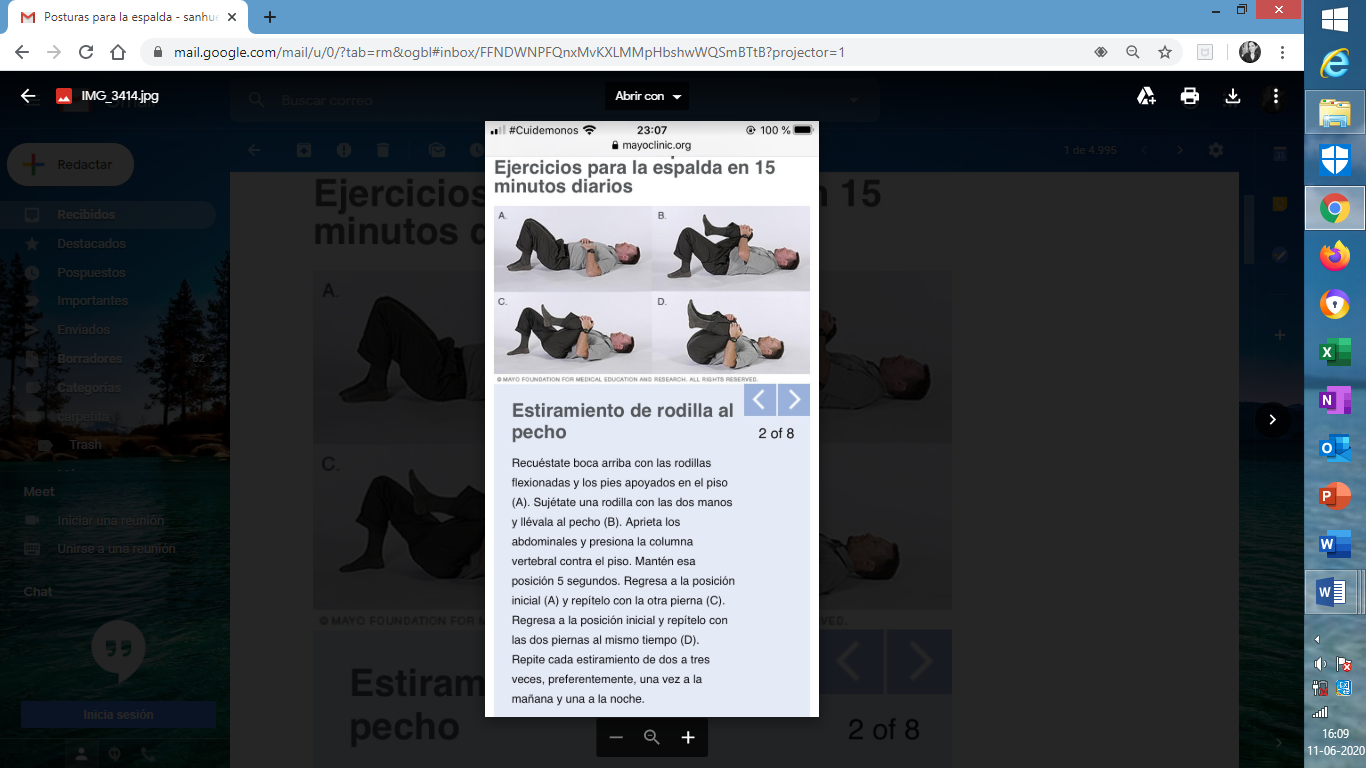 Posturas para la espalda - sanhue
mail.google.com/mail/u/0/?tab=rm&ogbl#inbox/FFNDWNPFQnxMvKXLMMpHbshwWQSmBTtB?projector=1
IMG_3414.jpg
Buscar correo
Abrir con
Redactar
1 de 4.995
Recibidos
Destacados
Pospuestos
Importantes
Enviados
Borradores
82
Categorías
carpetita
Trash
Meet
Iniciar una reunión
Unirse a una reunión
Chat
Inicia sesión
#Cuidemonos
23:07
100 %
mayoclinic.org
Ejercicios para la espalda en 15
minutos diarios
A.
B.
C.
D.
© MAYO FOUNDATION FOR MEDICAL EDUCATION AND RESEARCH. ALL RIGHTS RESERVED.
Estiramiento de rodilla al
pecho
2 of 8
Recuéstate boca arriba con las rodillas
flexionadas y los pies apoyados en el piso
(A). Sujétate una rodilla con las dos manos
y llévala al pecho (B). Aprieta los
abdominales y presiona la columna
vertebral contra el piso. Mantén esa
posición 5 segundos. Regresa a la posición
inicial (A) y repítelo con la otra pierna (C).
Regresa a la posición inicial y repítelo con
las dos piernas al mismo tiempo (D).
Repite cada estiramiento de dos a tres
veces, preferentemente, una vez a la
mañana y una a la noche.
Ejercicios
n 15
minutos d
A.
C.
© MAYO FOUNDATION FOR M
VED.
Estiram
pecho
2 of 8
16:09
11-06-2020